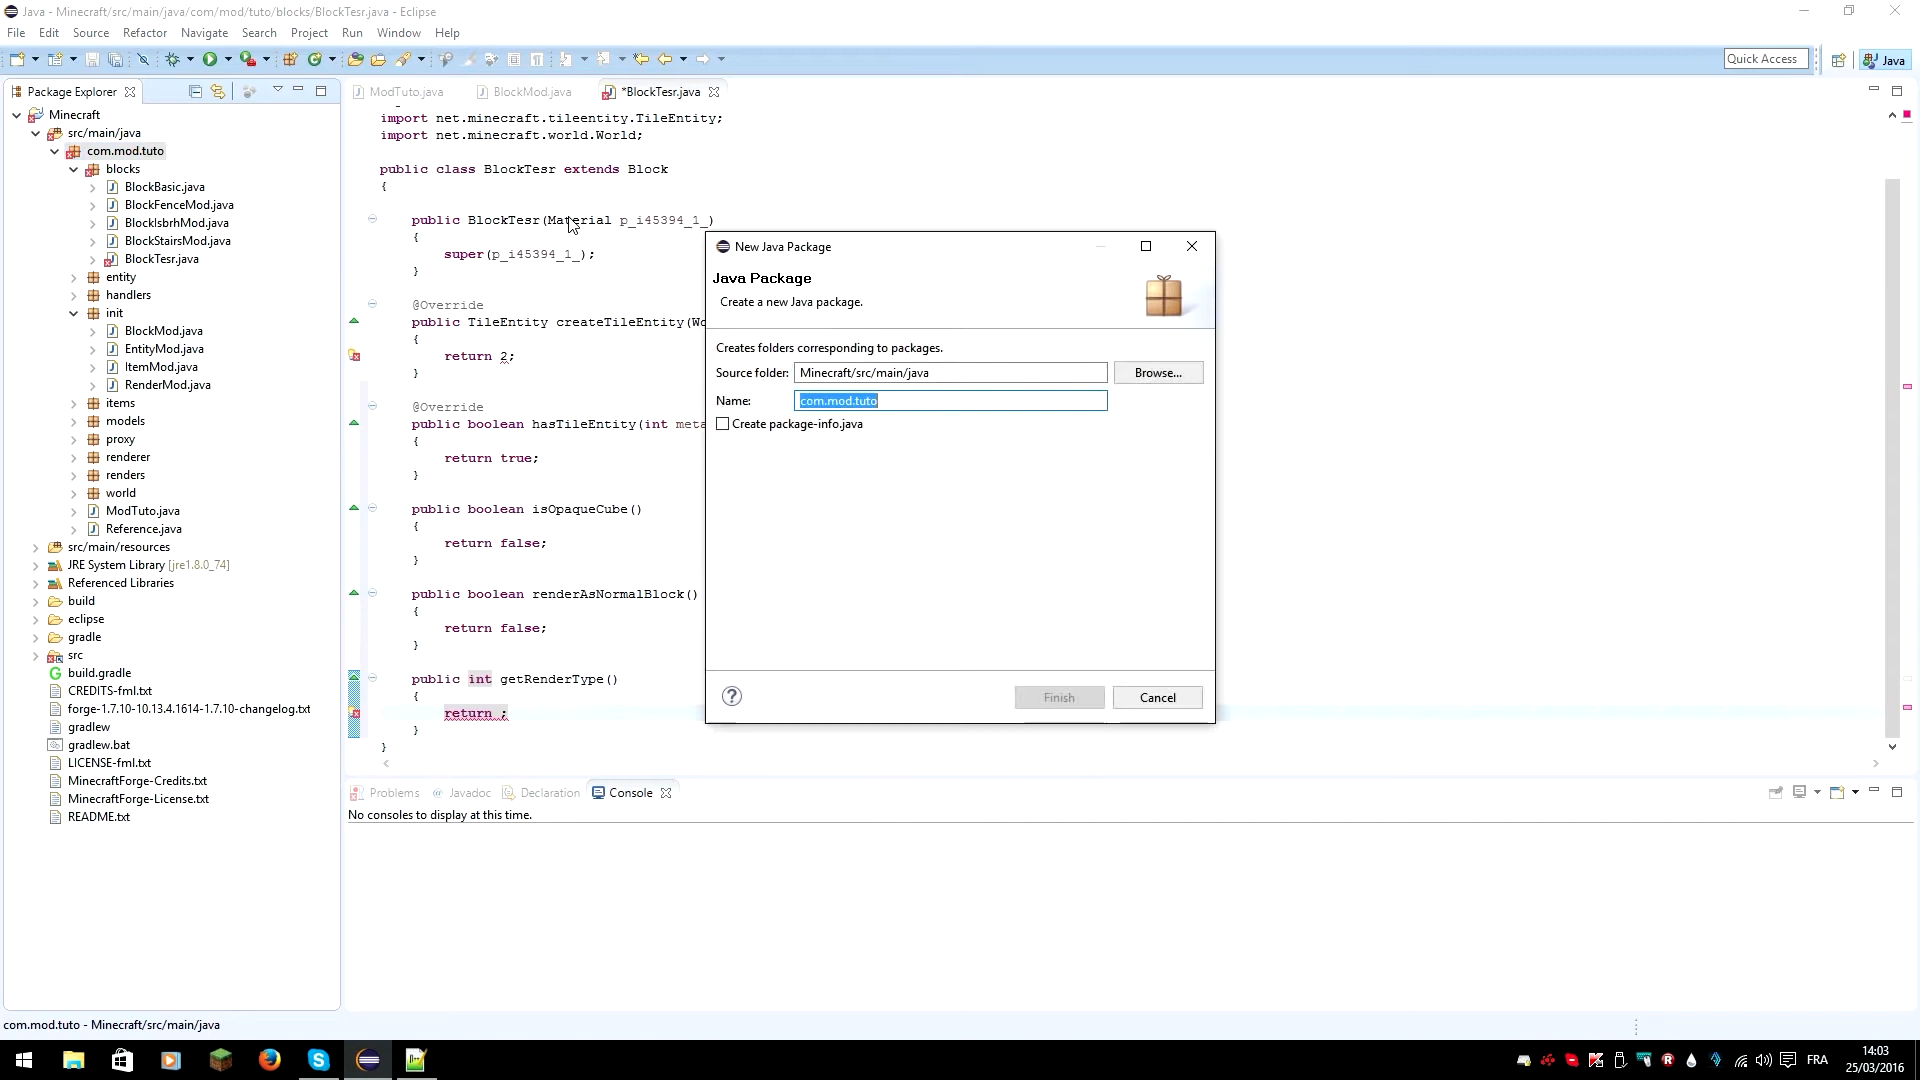 Java - Minecraft/src/main/java/com/mod/tuto/blocks/BlockTesr.java - Eclipse
File Edit Source Refactor Navigate Search Project Run Window Help
Quick Access
Java
Package Explorer
ModTuto.java
BlockMod.java
*BlockTesr.java
Minecraft
src/main/java
com.mod.tuto
blocks
BlockBasic.java
BlockFenceMod.java
BlockIsbrhMod.java
BlockStairsMod.java
BlockTesr.java
entity
handlers
init
BlockMod.java
EntityMod.java
ItemMod.java
RenderMod.java
items
models
proxy
renderer
renders
world
ModTuto.java
Reference.java
src/main/resources
JRE System Library [jre1.8.0_74]
Referenced Libraries
build
eclipse
gradle
src
build.gradle
CREDITS-fml.txt
forge-1.7.10-10.13.4.1614-1.7.10-changelog.txt
gradlew
gradlew.bat
LICENSE-fml.txt
MinecraftForge-Credits.txt
MinecraftForge-License.txt
README.txt
import net.minecraft.tileentity.TileEntity;
import net.minecraft.world.World;
public class BlockTesr extends Block
{
public BlockTesr(Material p_i45394_1_)
{
super(p_i45394_1_);
}
@Override
public TileEntity createTileEntity(Wo
{
return 2;
}
@Override
public boolean hasTileEntity(int meta
{
return true;
}
public boolean isOpaqueCube()
{
return false;
}
public boolean renderAsNormalBlock()
{
return false;
}
public int getRenderType()
{
return ;
}
}
New Java Package
Java Package
Create a new Java package.
Creates folders corresponding to packages.
Source folder: Minecraft/src/main/java Browse...
Name: com.mod.tuto
Create package-info.java
Finish Cancel
Problems Javadoc Declaration Console
No consoles to display at this time.
com.mod.tuto - Minecraft/src/main/java
FRA
14:03
25/03/2016